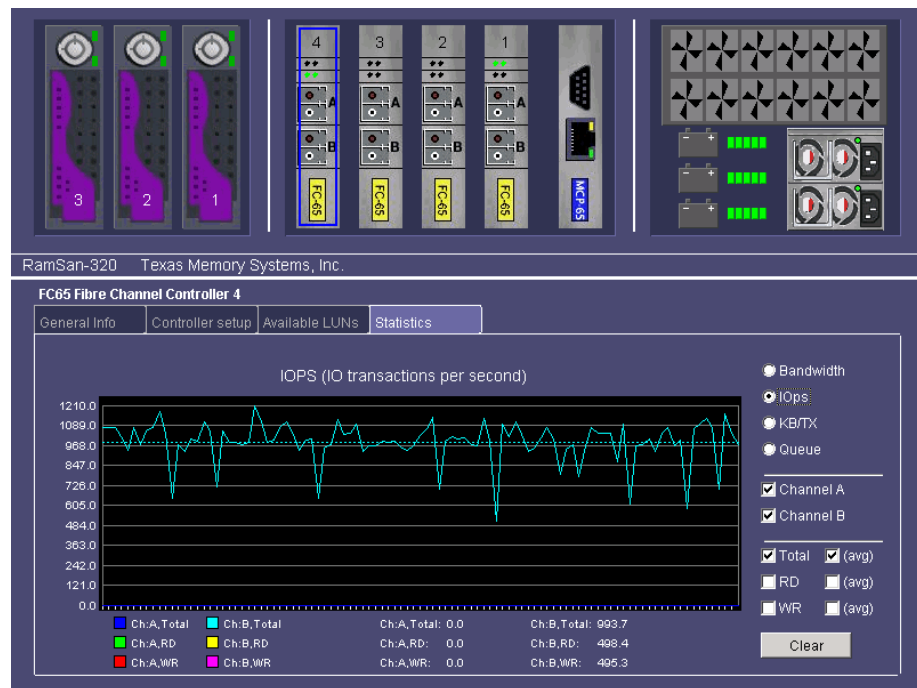 4 3 2 1
A A A A
B B B B
3 2 1
FC-65 FC-65 FC-65 FC-65 MCP-65
RamSan-320 Texas Memory Systems, Inc.
FC65 Fibre Channel Controller 4
General Info Controller setup Available LUNs Statistics
IOPS (IO transactions per second)
1210.0
1089.0
968.0
847.0
726.0
605.0
484.0
363.0
242.0
121.0
0.0
Ch:A,Total Ch:B,Total Ch:A,Total: 0.0 Ch:B,Total: 993.7
Ch:A,RD Ch:B,RD Ch:A,RD: 0.0 Ch:B,RD: 498.4
Ch:A,WR Ch:B,WR Ch:A,WR: 0.0 Ch:B,WR: 495.3
Bandwidth
IOps
KB/TX
Queue
Channel A
Channel B
Total (avg)
RD (avg)
WR (avg)
Clear